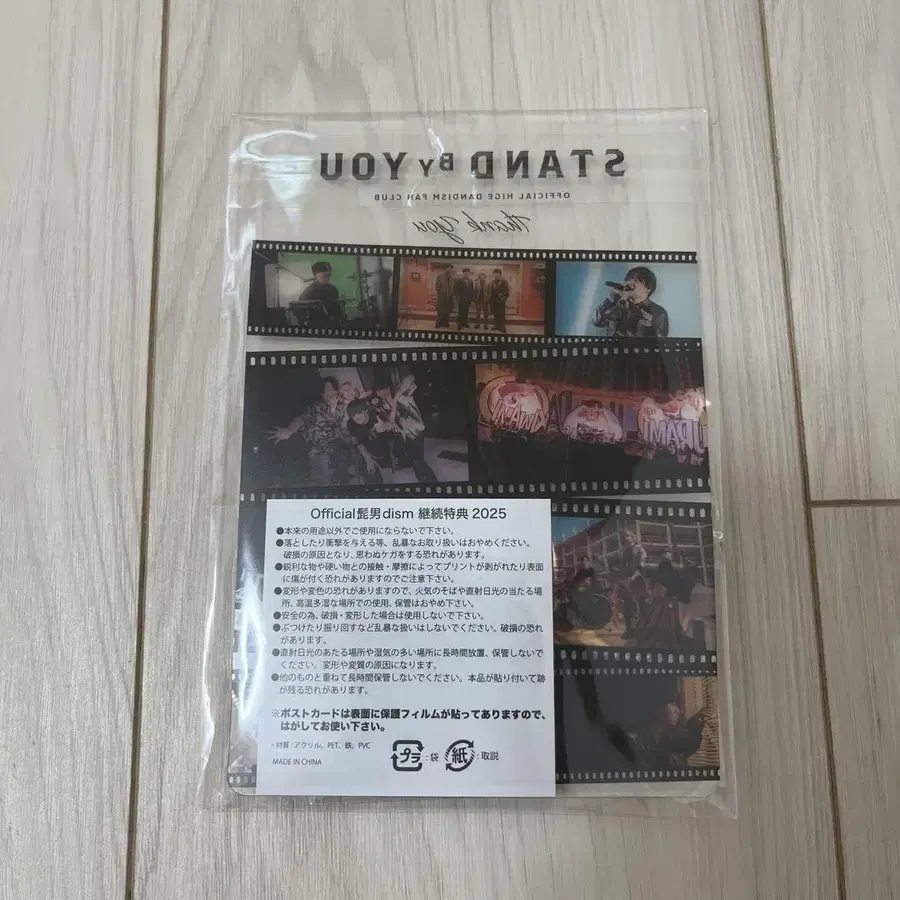 STAND BY YOU
OFFICIAL HIGE DANDISM FAN CLUB
Thank You
Official髭男dism 継続特典 2025
●本来の用途以外でご使用にならないで下さい。
●落としたり衝撃を与える等、乱暴なお取り扱いはおやめください。
破損の原因となり、思わぬケガをする恐れがあります。
●鋭利な物や硬い物との接触・摩擦によってプリントが剥がれたり表面
に傷が付く恐れがありますのでご注意下さい。
●変形や変色の恐れがありますので、火気のそばや直射日光の当たる場
所、高温多湿な場所での使用、保管はおやめ下さい。
●安全の為、破損・変形した場合は使用しないで下さい。
●ぶつけたり振り回すなど乱暴な扱いはしないでください。破損の恐れ
があります。
●直射日光のあたる場所や湿気の多い場所に長時間放置、保管しないで
ください。変形や変質の原因になります。
●他のものと重ねて長時間保管しないでください。本品が貼り付いて跡
が残る恐れがあります。
※ポストカードは表面に保護フィルムが貼ってありますので、
はがしてお使い下さい。
・材質:アクリル、PET、鉄、PVC
プラ:袋 紙:取説
MADE IN CHINA